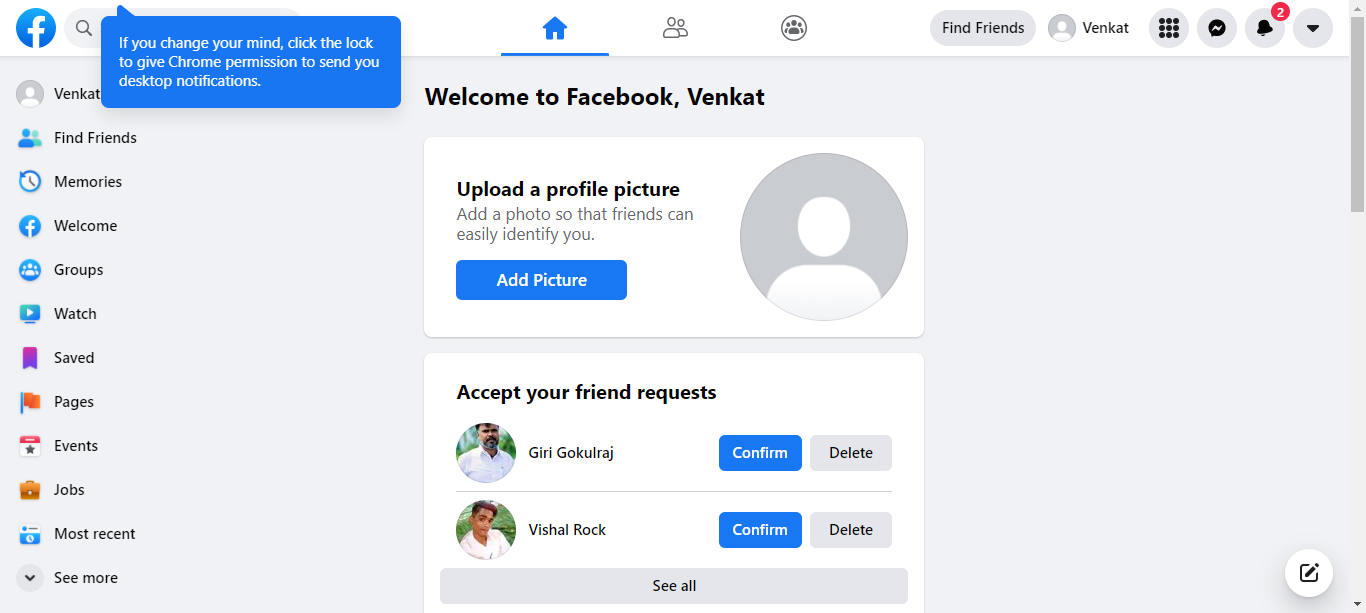 If you change your mind, click the lock
to give Chrome permission to send you
desktop notifications.
Find Friends
Venkat
2
Venkat
Find Friends
Memories
Welcome
Groups
Watch
Saved
Pages
Events
Jobs
Most recent
See more
Welcome to Facebook, Venkat
Upload a profile picture
Add a photo so that friends can
easily identify you.
Add Picture
Accept your friend requests
Giri Gokulraj Confirm Delete
Vishal Rock Confirm Delete
See all